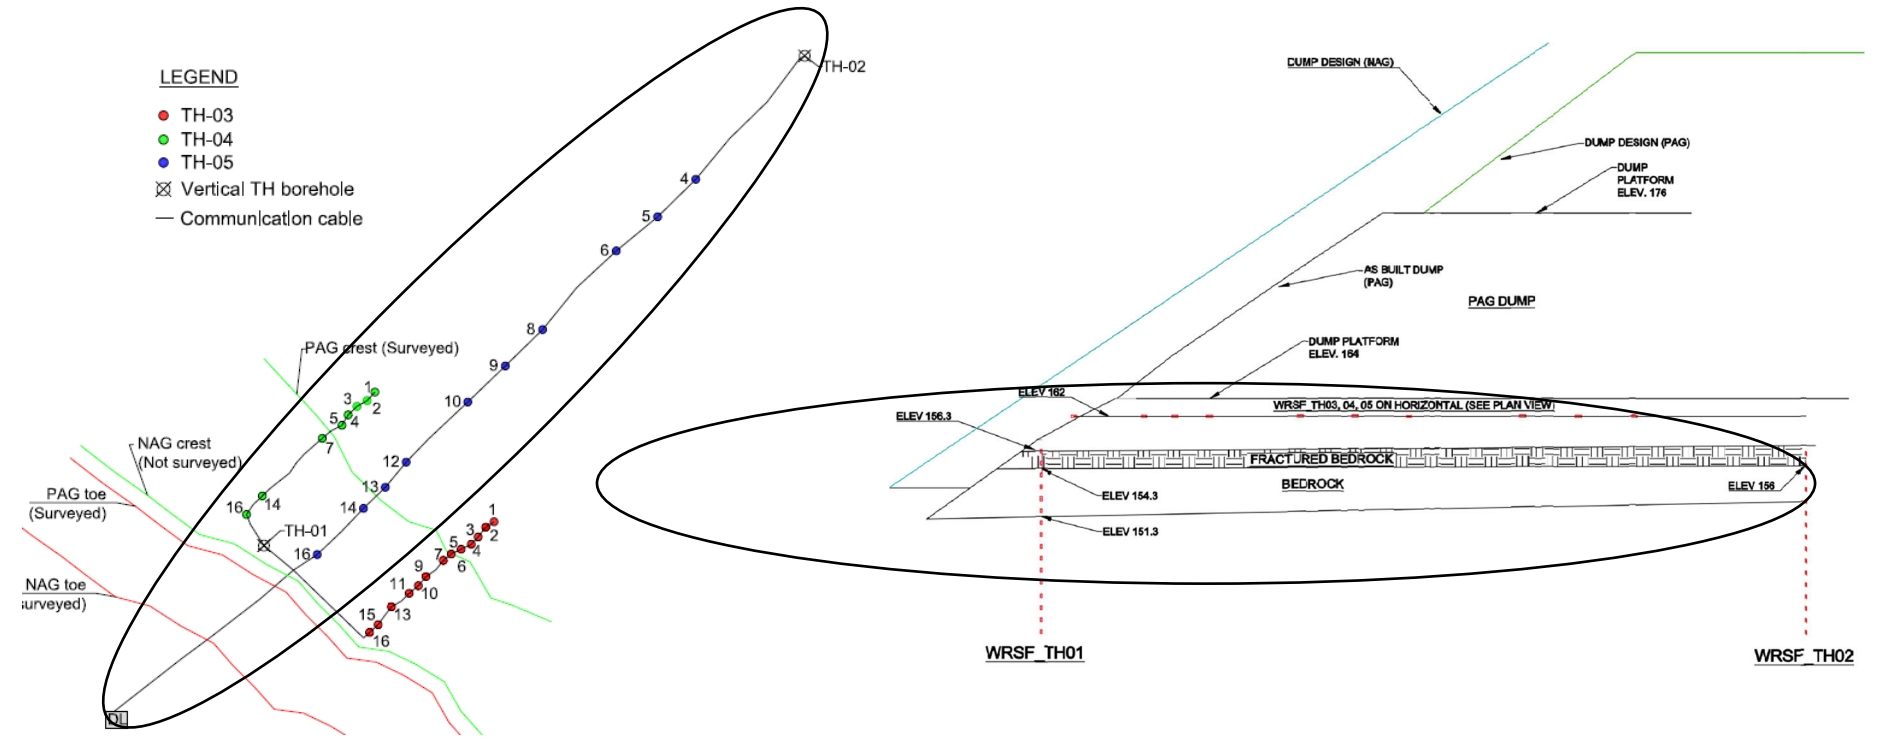 LEGEND
TH-03
TH-04
TH-05
Vertical TH borehole
Communication cable
TH-02
4
5
6
8
9
10
12
13
14
16
PAG crest (Surveyed)
1
2
3
4
5
7
14
16
TH-01
NAG crest
(Not surveyed)
PAG toe
(Surveyed)
NAG toe
surveyed)
1
2
3
4
5
6
7
9
10
11
13
15
16
DL
DUMP DESIGN (NAG)
DUMP DESIGN (PAG)
DUMP
PLATFORM
ELEV. 176
AS BUILT DUMP
(PAG)
PAG DUMP
DUMP PLATFORM
ELEV. 164
ELEV 162
WRSF_TH03, 04, 05 ON HORIZONTAL (SEE PLAN VIEW)
ELEV 156.3
FRACTURED BEDROCK
BEDROCK
ELEV 154.3
ELEV 156
ELEV 151.3
WRSF_TH01
WRSF_TH02